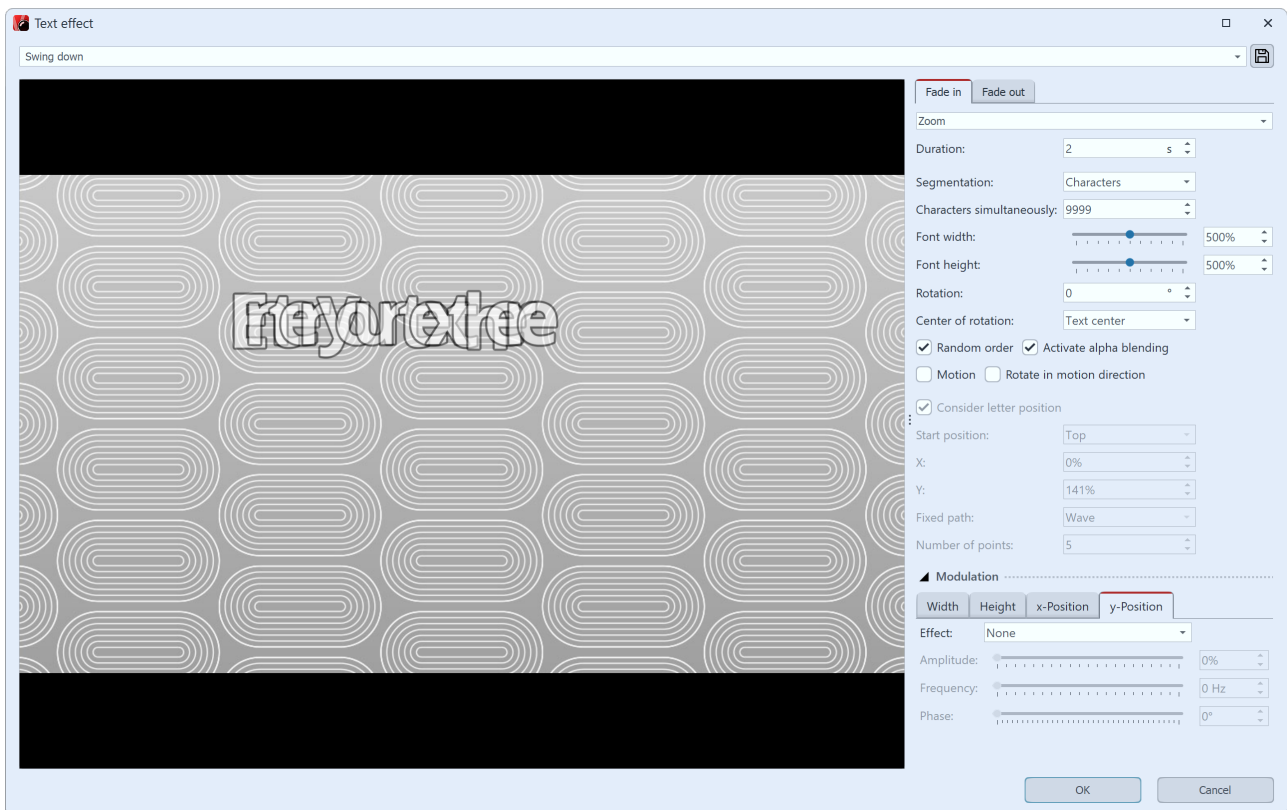 Text effect
Swing down
Fade in Fade out
Zoom
Duration: 2 s
Segmentation: Characters
Characters simultaneously: 9999
Font width: 500%
Font height: 500%
Rotation: 0 °
Center of rotation: Text center
Random order Activate alpha blending
Motion Rotate in motion direction
Consider letter position
Start position: Top
X: 0%
Y: 141%
Fixed path: Wave
Number of points: 5
Modulation
Width Height x-Position y-Position
Effect: None
Amplitude: 0%
Frequency: 0 Hz
Phase: 0°
OK Cancel